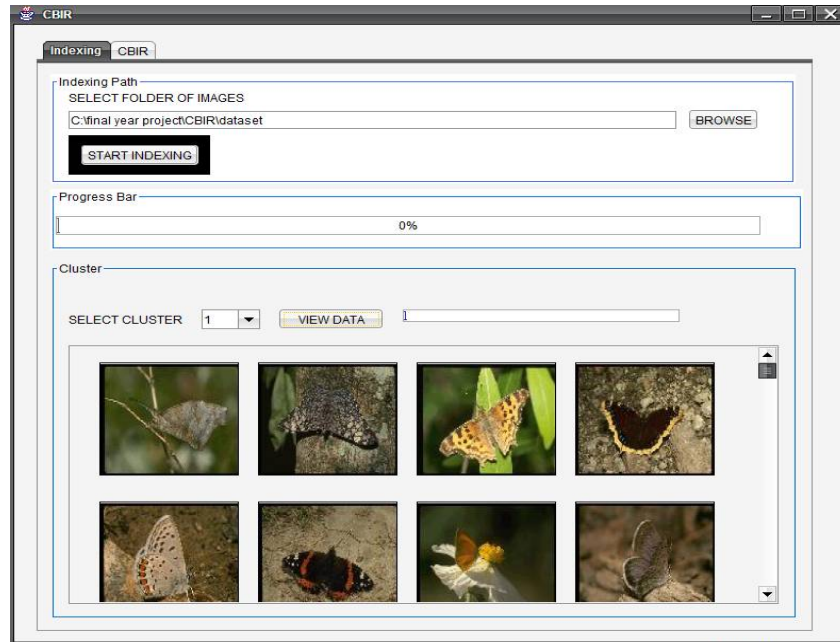 CBIR
Indexing CBIR
Indexing Path
SELECT FOLDER OF IMAGES
C:\final year project\CBIR\dataset BROWSE
START INDEXING
Progress Bar
0%
Cluster
SELECT CLUSTER 1 VIEW DATA